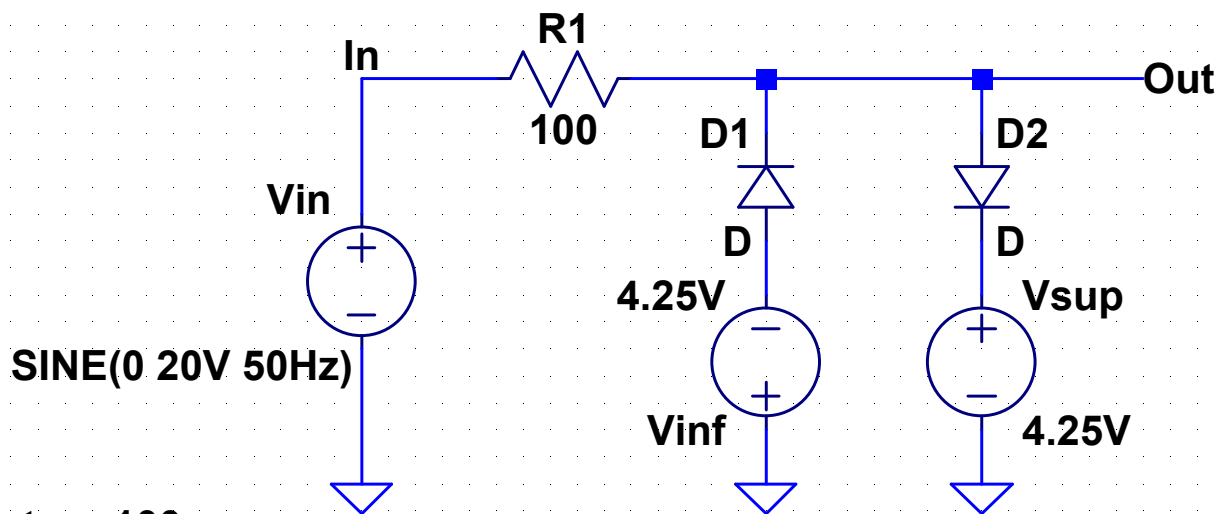 R1
In
Out
100
D1
D2
Vin
D
D
4.25V
Vsup
SINE(0 20V 50Hz)
Vinf
4.25V